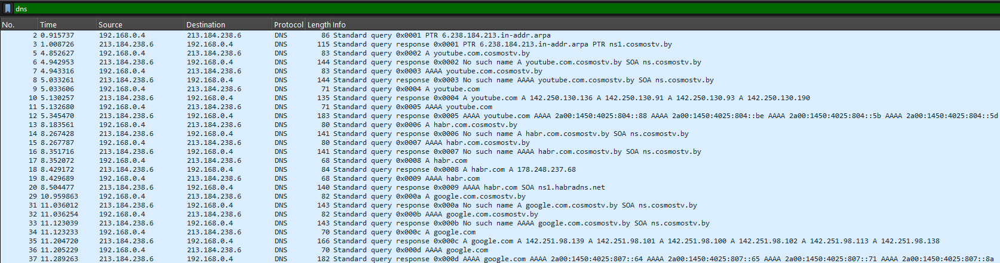 dns
No. Time Source Destination Protocol Length Info
2 0.915737 192.168.0.4 213.184.238.6 DNS 86 Standard query 0x0001 PTR 6.238.184.213.in-addr.arpa
3 1.008726 213.184.238.6 192.168.0.4 DNS 115 Standard query response 0x0001 PTR 6.238.184.213.in-addr.arpa PTR ns1.cosmostv.by
5 4.852627 192.168.0.4 213.184.238.6 DNS 83 Standard query 0x0002 A youtube.com.cosmostv.by
6 4.942953 213.184.238.6 192.168.0.4 DNS 144 Standard query response 0x0002 No such name A youtube.com.cosmostv.by SOA ns.cosmostv.by
7 4.943316 192.168.0.4 213.184.238.6 DNS 83 Standard query 0x0003 AAAA youtube.com.cosmostv.by
8 5.033261 213.184.238.6 192.168.0.4 DNS 144 Standard query response 0x0003 No such name AAAA youtube.com.cosmostv.by SOA ns.cosmostv.by
9 5.033606 192.168.0.4 213.184.238.6 DNS 71 Standard query 0x0004 A youtube.com
10 5.130257 213.184.238.6 192.168.0.4 DNS 135 Standard query response 0x0004 A youtube.com A 142.250.130.136 A 142.250.130.91 A 142.250.130.93 A 142.250.130.190
11 5.132680 192.168.0.4 213.184.238.6 DNS 71 Standard query 0x0005 AAAA youtube.com
12 5.345470 213.184.238.6 192.168.0.4 DNS 183 Standard query response 0x0005 AAAA youtube.com AAAA 2a00:1450:4025:804::88 AAAA 2a00:1450:4025:804::be AAAA 2a00:1450:4025:804::5b AAAA 2a00:1450:4025:804::5d
13 8.183561 192.168.0.4 213.184.238.6 DNS 80 Standard query 0x0006 A habr.com.cosmostv.by
14 8.267428 213.184.238.6 192.168.0.4 DNS 141 Standard query response 0x0006 No such name A habr.com.cosmostv.by SOA ns.cosmostv.by
15 8.267787 192.168.0.4 213.184.238.6 DNS 80 Standard query 0x0007 AAAA habr.com.cosmostv.by
16 8.351716 213.184.238.6 192.168.0.4 DNS 141 Standard query response 0x0007 No such name AAAA habr.com.cosmostv.by SOA ns.cosmostv.by
17 8.352072 192.168.0.4 213.184.238.6 DNS 68 Standard query 0x0008 A habr.com
18 8.429172 213.184.238.6 192.168.0.4 DNS 84 Standard query response 0x0008 A habr.com A 178.248.237.68
19 8.429689 192.168.0.4 213.184.238.6 DNS 68 Standard query 0x0009 AAAA habr.com
20 8.504477 213.184.238.6 192.168.0.4 DNS 140 Standard query response 0x0009 AAAA habr.com SOA ns1.habradns.net
29 10.959863 192.168.0.4 213.184.238.6 DNS 82 Standard query 0x000a A google.com.cosmostv.by
31 11.036012 213.184.238.6 192.168.0.4 DNS 143 Standard query response 0x000a No such name A google.com.cosmostv.by SOA ns.cosmostv.by
32 11.036254 192.168.0.4 213.184.238.6 DNS 82 Standard query 0x000b AAAA google.com.cosmostv.by
33 11.123039 213.184.238.6 192.168.0.4 DNS 143 Standard query response 0x000b No such name AAAA google.com.cosmostv.by SOA ns.cosmostv.by
34 11.123233 192.168.0.4 213.184.238.6 DNS 70 Standard query 0x000c A google.com
35 11.204720 213.184.238.6 192.168.0.4 DNS 166 Standard query response 0x000c A google.com A 142.251.98.139 A 142.251.98.101 A 142.251.98.100 A 142.251.98.102 A 142.251.98.113 A 142.251.98.138
36 11.205229 192.168.0.4 213.184.238.6 DNS 70 Standard query 0x000d AAAA google.com
37 11.289263 213.184.238.6 192.168.0.4 DNS 182 Standard query response 0x000d AAAA google.com AAAA 2a00:1450:4025:807::64 AAAA 2a00:1450:4025:807::65 AAAA 2a00:1450:4025:807::71 AAAA 2a00:1450:4025:807::8a